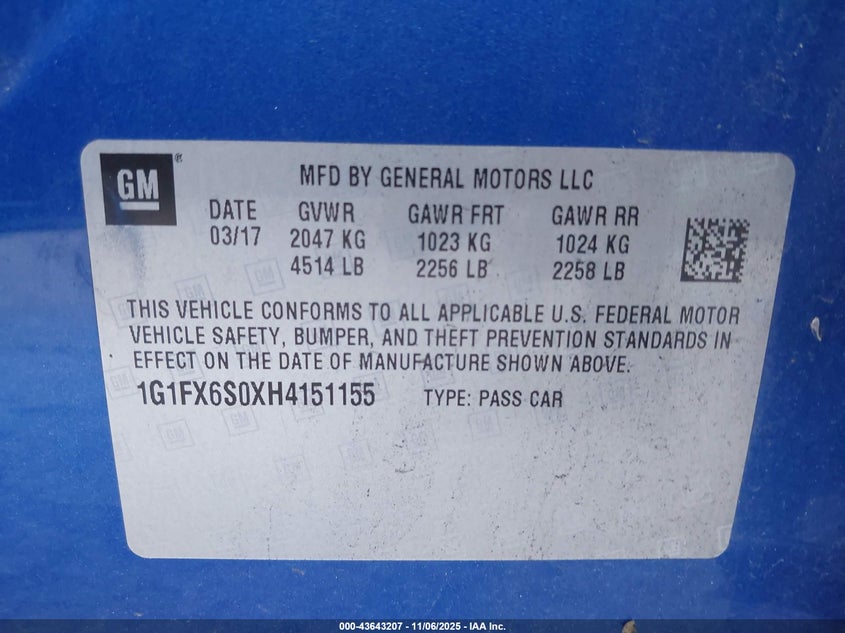 GM
®
MFD BY GENERAL MOTORS LLC
DATE GVWR GAWR FRT GAWR RR
03/17 2047 KG 1023 KG 1024 KG
4514 LB 2256 LB 2258 LB
THIS VEHICLE CONFORMS TO ALL APPLICABLE U.S. FEDERAL MOTOR
VEHICLE SAFETY, BUMPER, AND THEFT PREVENTION STANDARDS IN
EFFECT ON THE DATE OF MANUFACTURE SHOWN ABOVE.
1G1FX6S0XH4151155 TYPE: PASS CAR
000-43643207 - 11/06/2025 - IAA Inc.